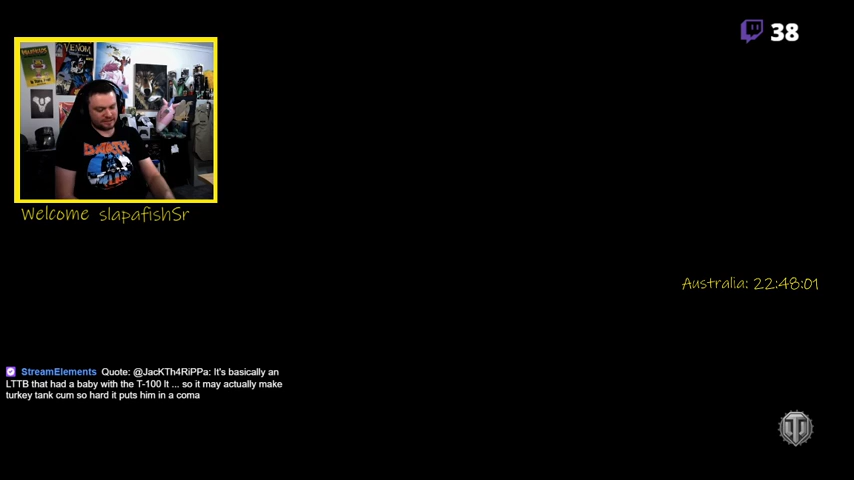 38
VENOM
Welcome slapafishSr
Australia: 22:48:01
StreamElements Quote: @JacKTh4RiPPa: It's basically an
LTTB that had a baby with the T-100 lt ... so it may actually make
turkey tank cum so hard it puts him in a coma